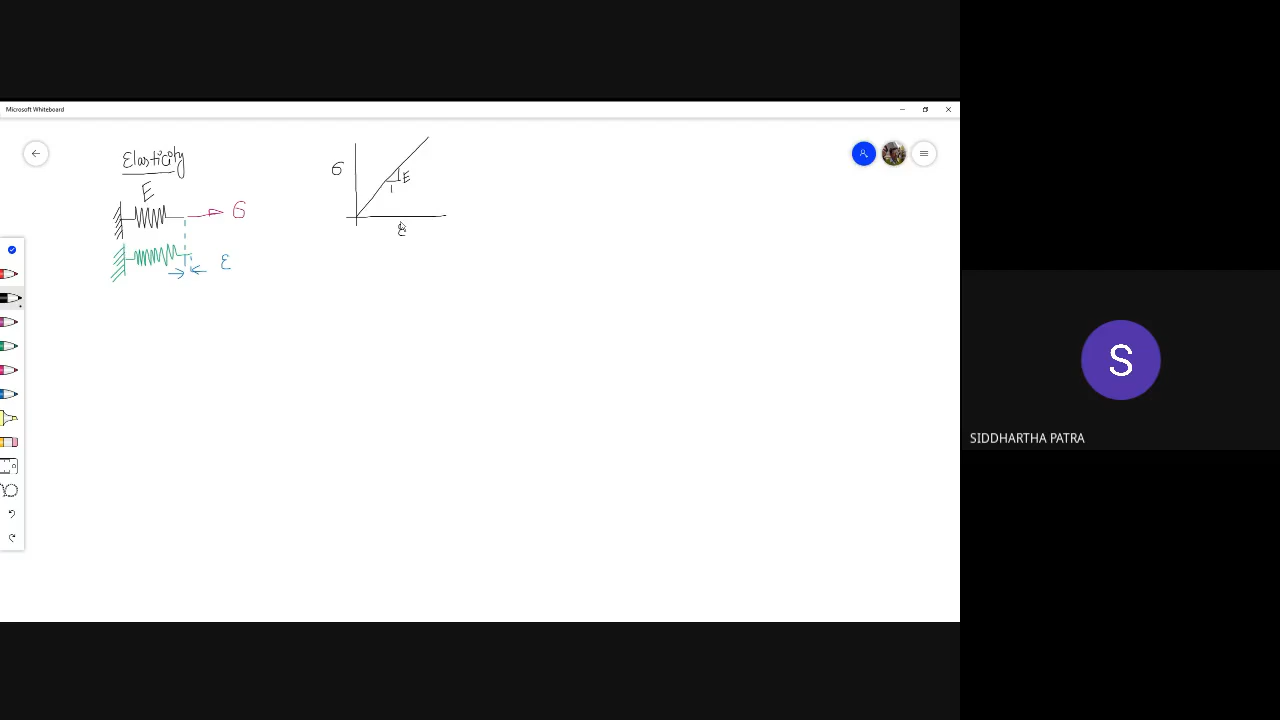 Microsoft Whiteboard
Elasticity
E
σ
ε
σ
E
1
ε
S
SIDDHARTHA PATRA